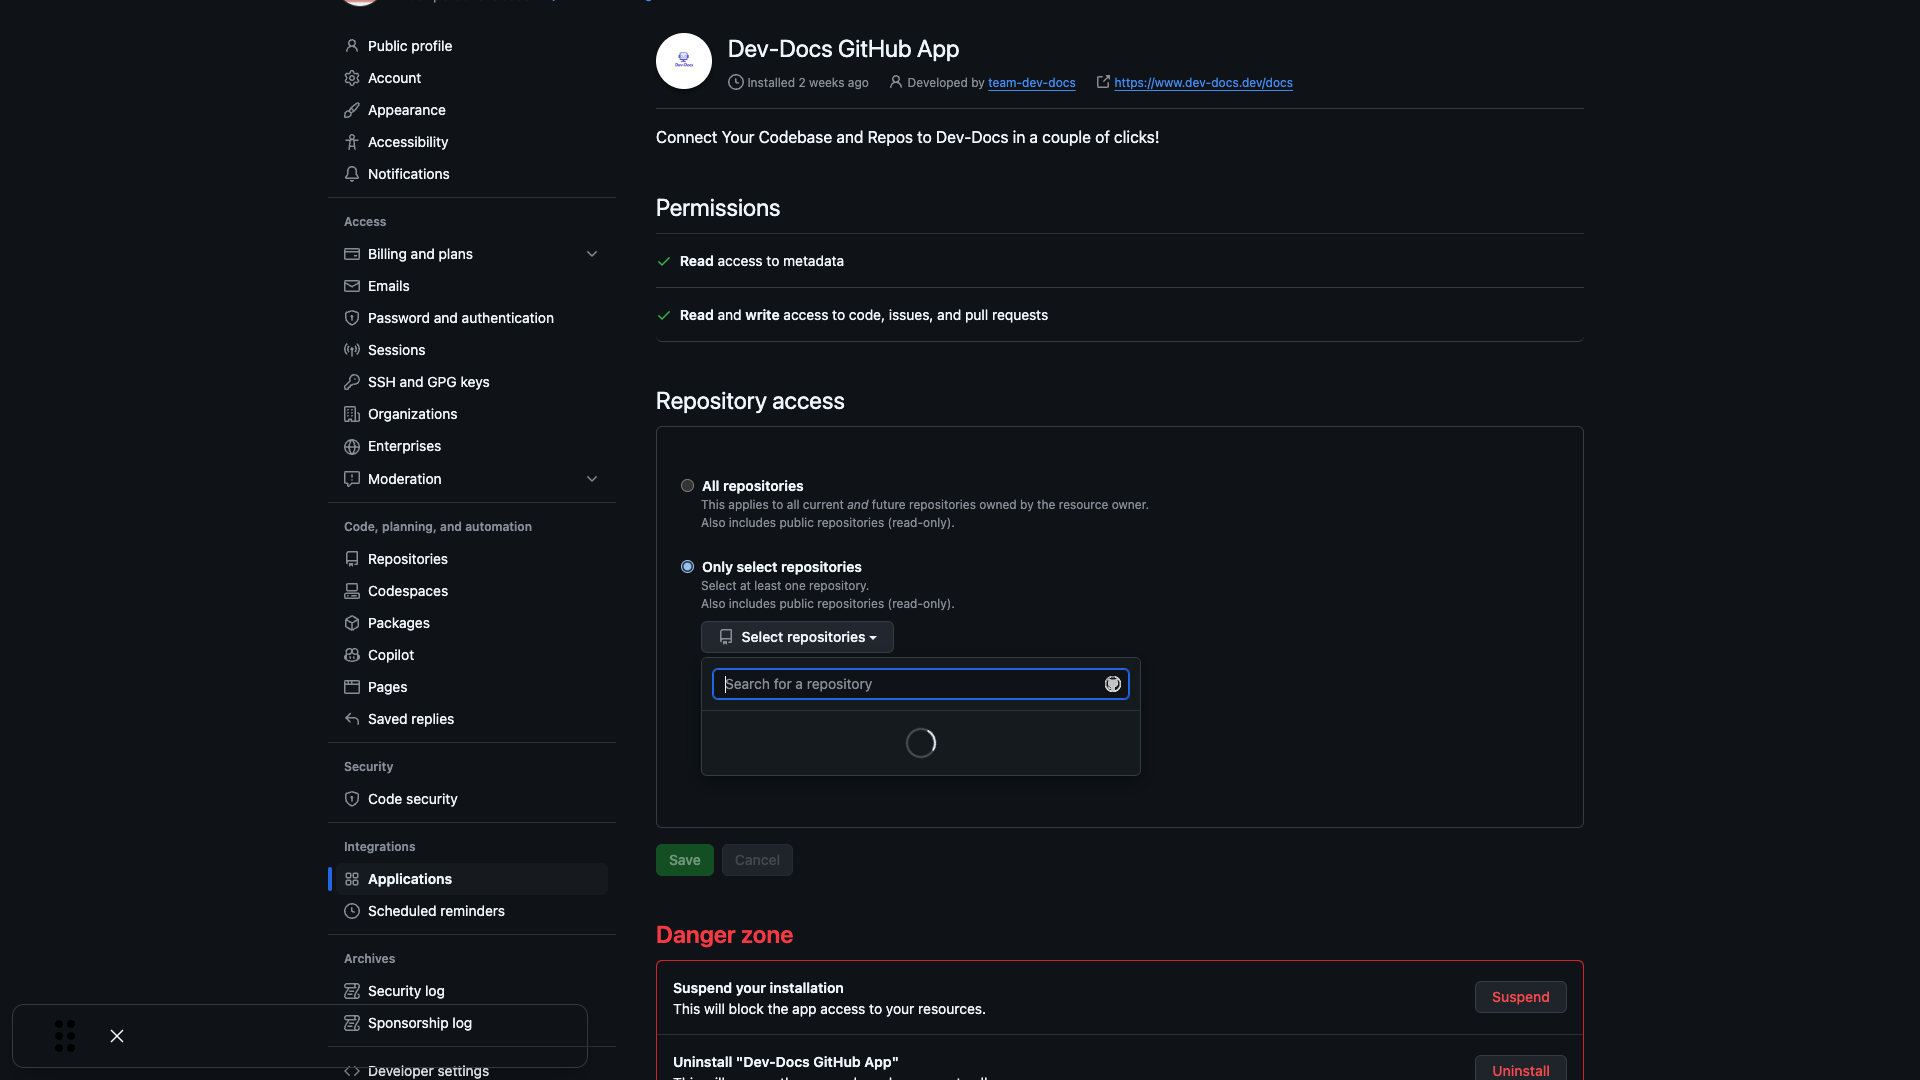 Public profile
Account
Appearance
Accessibility
Notifications
Access
Billing and plans
Emails
Password and authentication
Sessions
SSH and GPG keys
Organizations
Enterprises
Moderation
Code, planning, and automation
Repositories
Codespaces
Packages
Copilot
Pages
Saved replies
Security
Code security
Integrations
Applications
Scheduled reminders
Archives
Security log
Sponsorship log
Developer settings
Dev-Docs
Dev-Docs GitHub App
Installed 2 weeks ago Developed by team-dev-docs https://www.dev-docs.dev/docs
Connect Your Codebase and Repos to Dev-Docs in a couple of clicks!
Permissions
Read access to metadata
Read and write access to code, issues, and pull requests
Repository access
All repositories
This applies to all current and future repositories owned by the resource owner.
Also includes public repositories (read-only).
Only select repositories
Select at least one repository.
Also includes public repositories (read-only).
Select repositories
Search for a repository
Save Cancel
Danger zone
Suspend your installation
This will block the app access to your resources.
Suspend
Uninstall "Dev-Docs GitHub App"
Uninstall